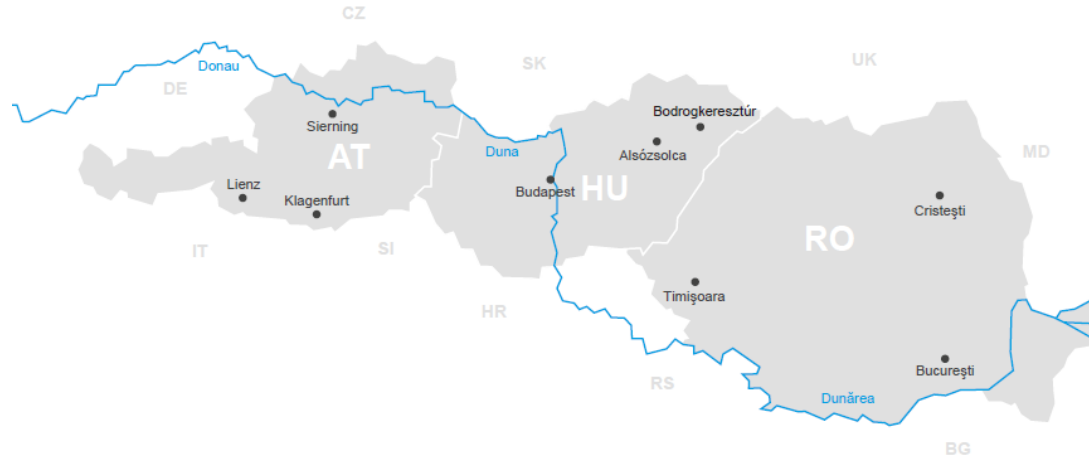 CZ
Donau
SK
UK
DE
Bodrogkeresztúr
Sierning
Duna
Alsózsolca
AT
MD
Lienz
Budapest
HU
Klagenfurt
Cristeşti
IT
SI
RO
Timişoara
HR
Bucureşti
RS
Dunărea
BG